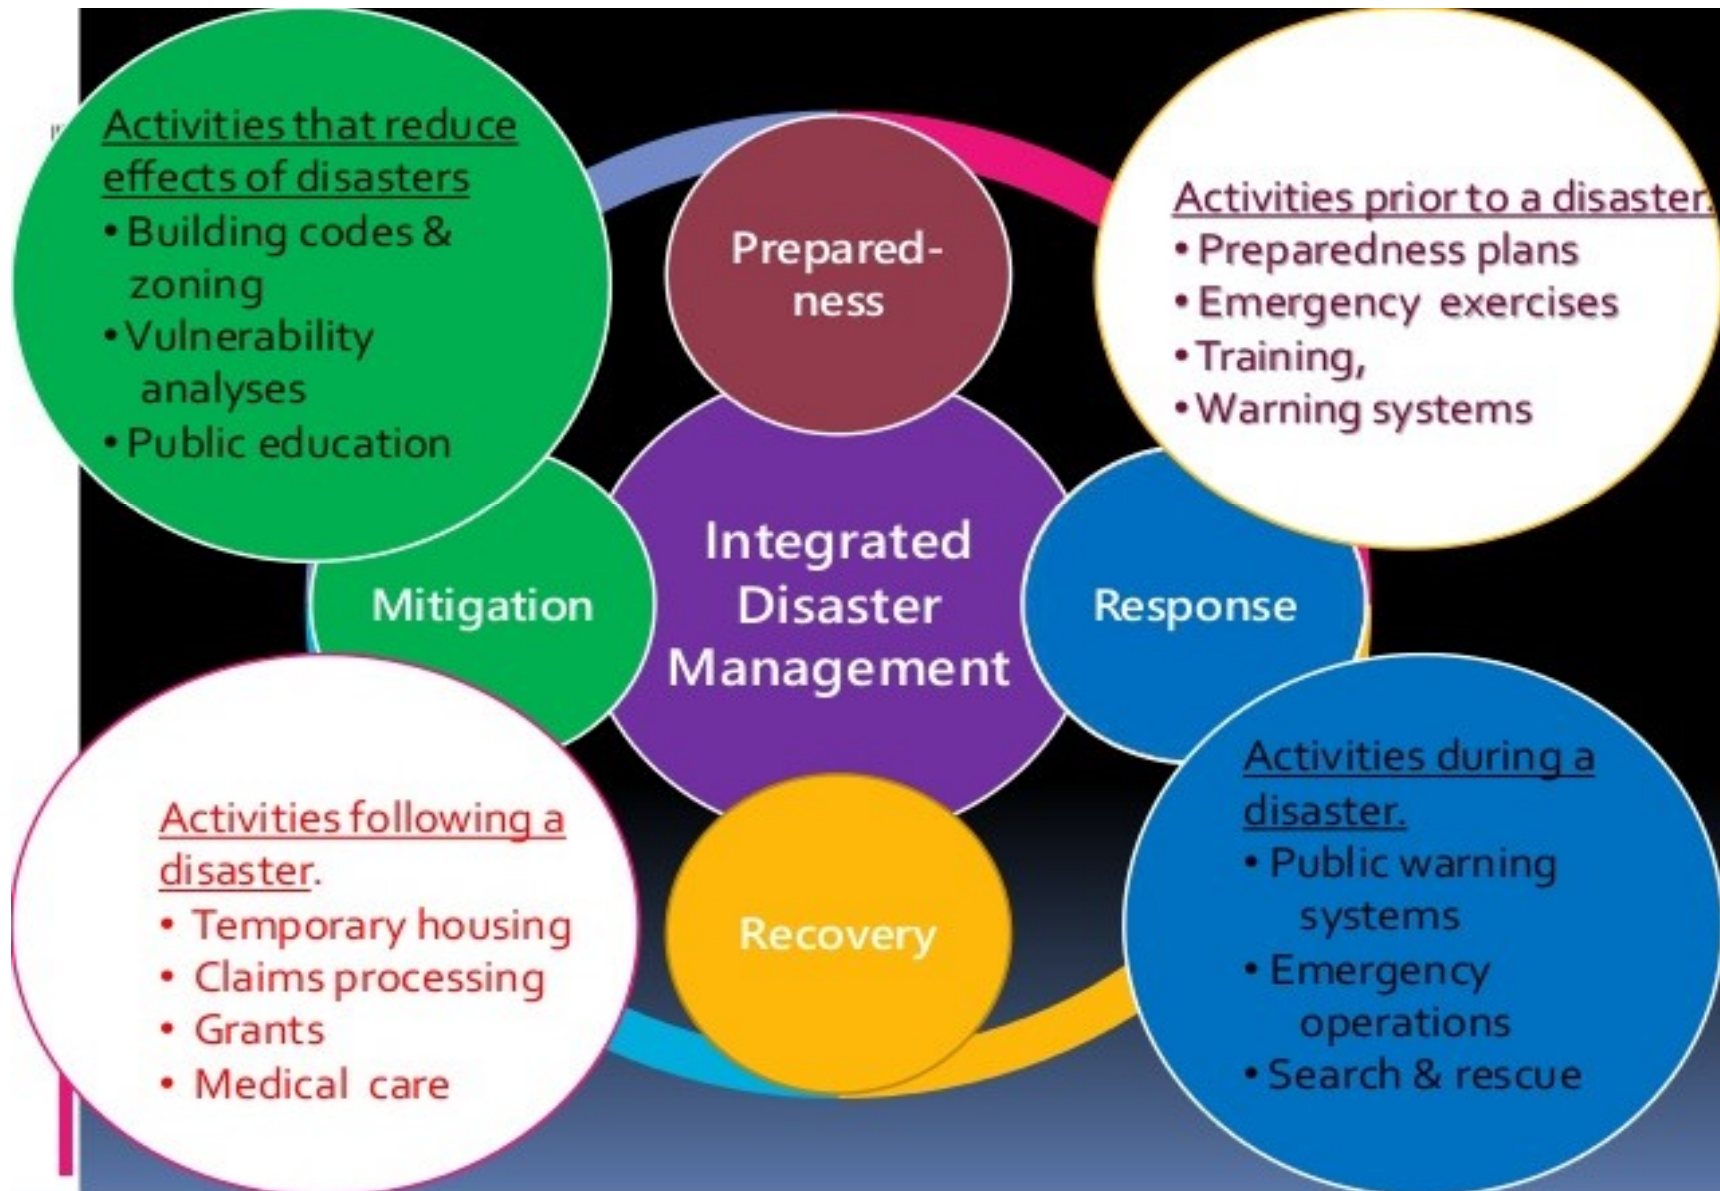 Activities that reduce
effects of disasters
• Building codes &
zoning
• Vulnerability
analyses
• Public education
Prepared-
ness
Activities prior to a disaster.
• Preparedness plans
• Emergency exercises
• Training,
• Warning systems
Mitigation
Integrated
Disaster
Management
Response
Activities following a
disaster.
• Temporary housing
• Claims processing
• Grants
• Medical care
Recovery
Activities during a
disaster.
• Public warning
systems
• Emergency
operations
• Search & rescue